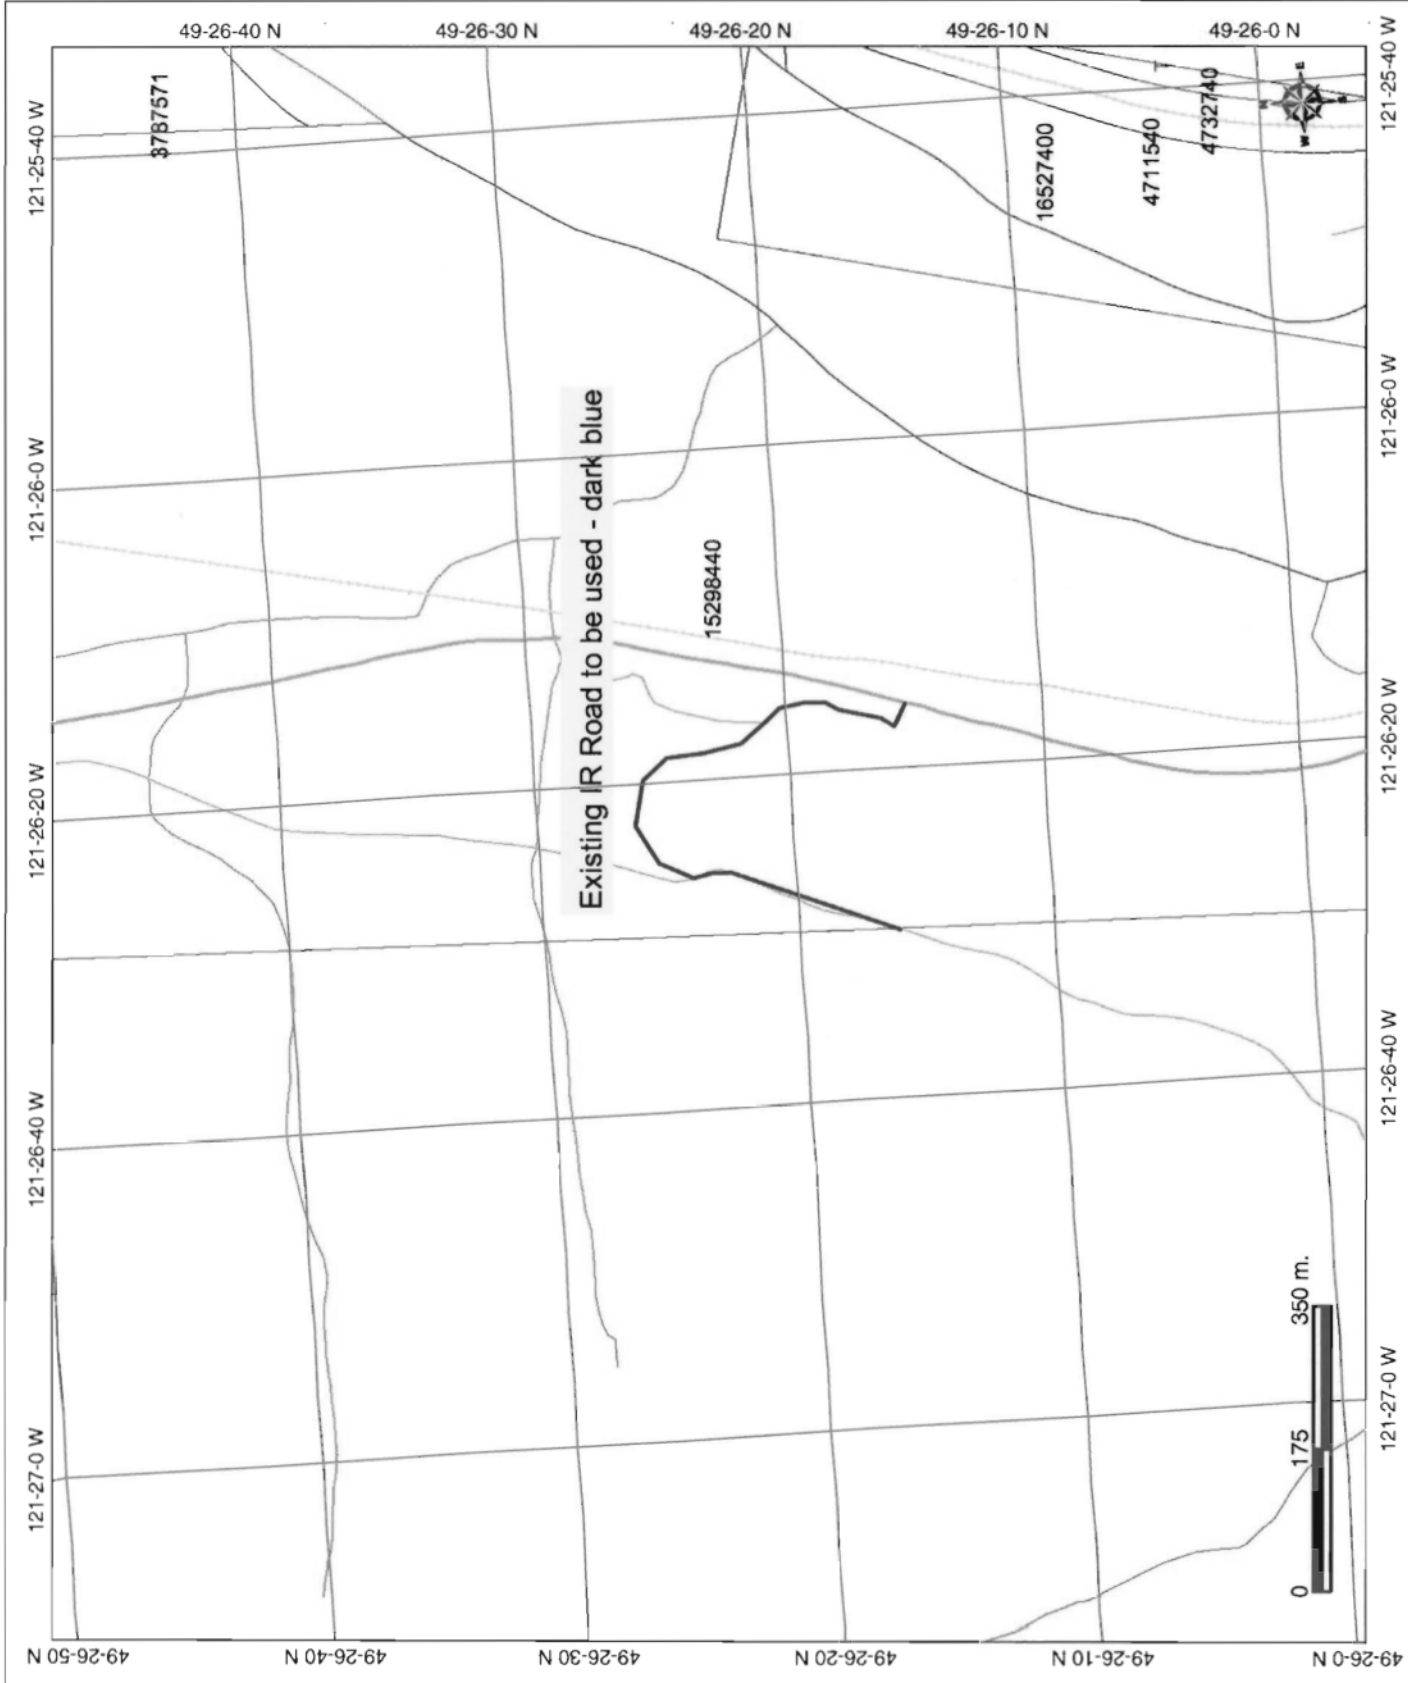 49-26-40 N
49-26-30 N
49-26-20 N
49-26-10 N
49-26-0 N
121-25-40 W
121-26-0 W
121-26-20 W
121-26-40 W
121-27-0 W
3787571
16527400
4711540
4732740
15298440
Existing IR Road to be used - dark blue
N
E
S
W
0
175
350 m.
121-25-40 W
121-26-0 W
121-26-20 W
121-26-40 W
121-27-0 W
49-26-50 N
49-26-40 N
49-26-30 N
49-26-20 N
49-26-10 N
49-26-0 N